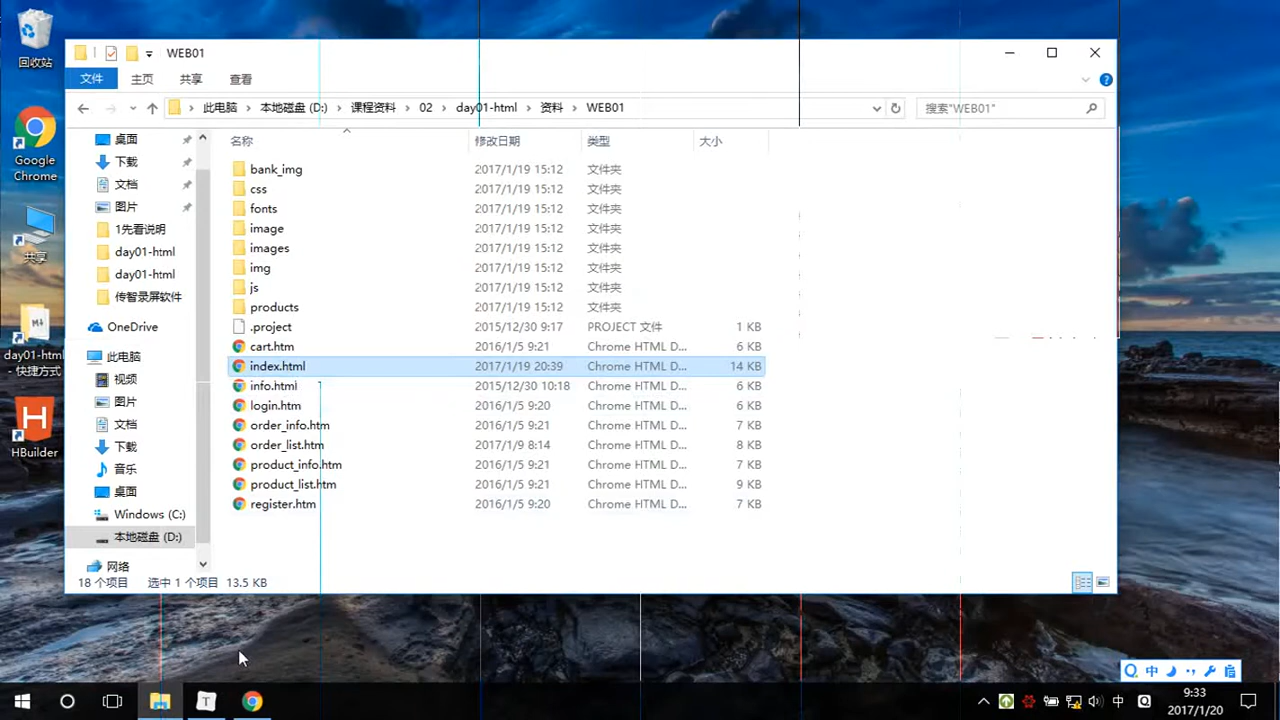 回收站
Google
Chrome
共享
day01-html
- 快捷方式
HBuilder
WEB01
文件
主页
共享
查看
此电脑 > 本地磁盘 (D:) > 课程资料 > 02 > day01-html > 资料 > WEB01
搜索"WEB01"
桌面
下载
文档
图片
1先看说明
day01-html
day01-html
传智录屏软件
OneDrive
此电脑
视频
图片
文档
下载
音乐
桌面
Windows (C:)
本地磁盘 (D:)
网络
名称 修改日期 类型 大小
bank_img 2017/1/19 15:12 文件夹
css 2017/1/19 15:12 文件夹
fonts 2017/1/19 15:12 文件夹
image 2017/1/19 15:12 文件夹
images 2017/1/19 15:12 文件夹
img 2017/1/19 15:12 文件夹
js 2017/1/19 15:12 文件夹
products 2017/1/19 15:12 文件夹
.project 2015/12/30 9:17 PROJECT 文件 1 KB
cart.htm 2016/1/5 9:21 Chrome HTML D... 6 KB
index.html 2017/1/19 20:39 Chrome HTML D... 14 KB
info.html 2015/12/30 10:18 Chrome HTML D... 6 KB
login.htm 2016/1/5 9:20 Chrome HTML D... 6 KB
order_info.htm 2016/1/5 9:21 Chrome HTML D... 7 KB
order_list.htm 2017/1/9 8:14 Chrome HTML D... 8 KB
product_info.htm 2016/1/5 9:21 Chrome HTML D... 7 KB
product_list.htm 2016/1/5 9:21 Chrome HTML D... 9 KB
register.htm 2016/1/5 9:20 Chrome HTML D... 7 KB
18 个项目 选中 1 个项目 13.5 KB
中
中
9:33
2017/1/20